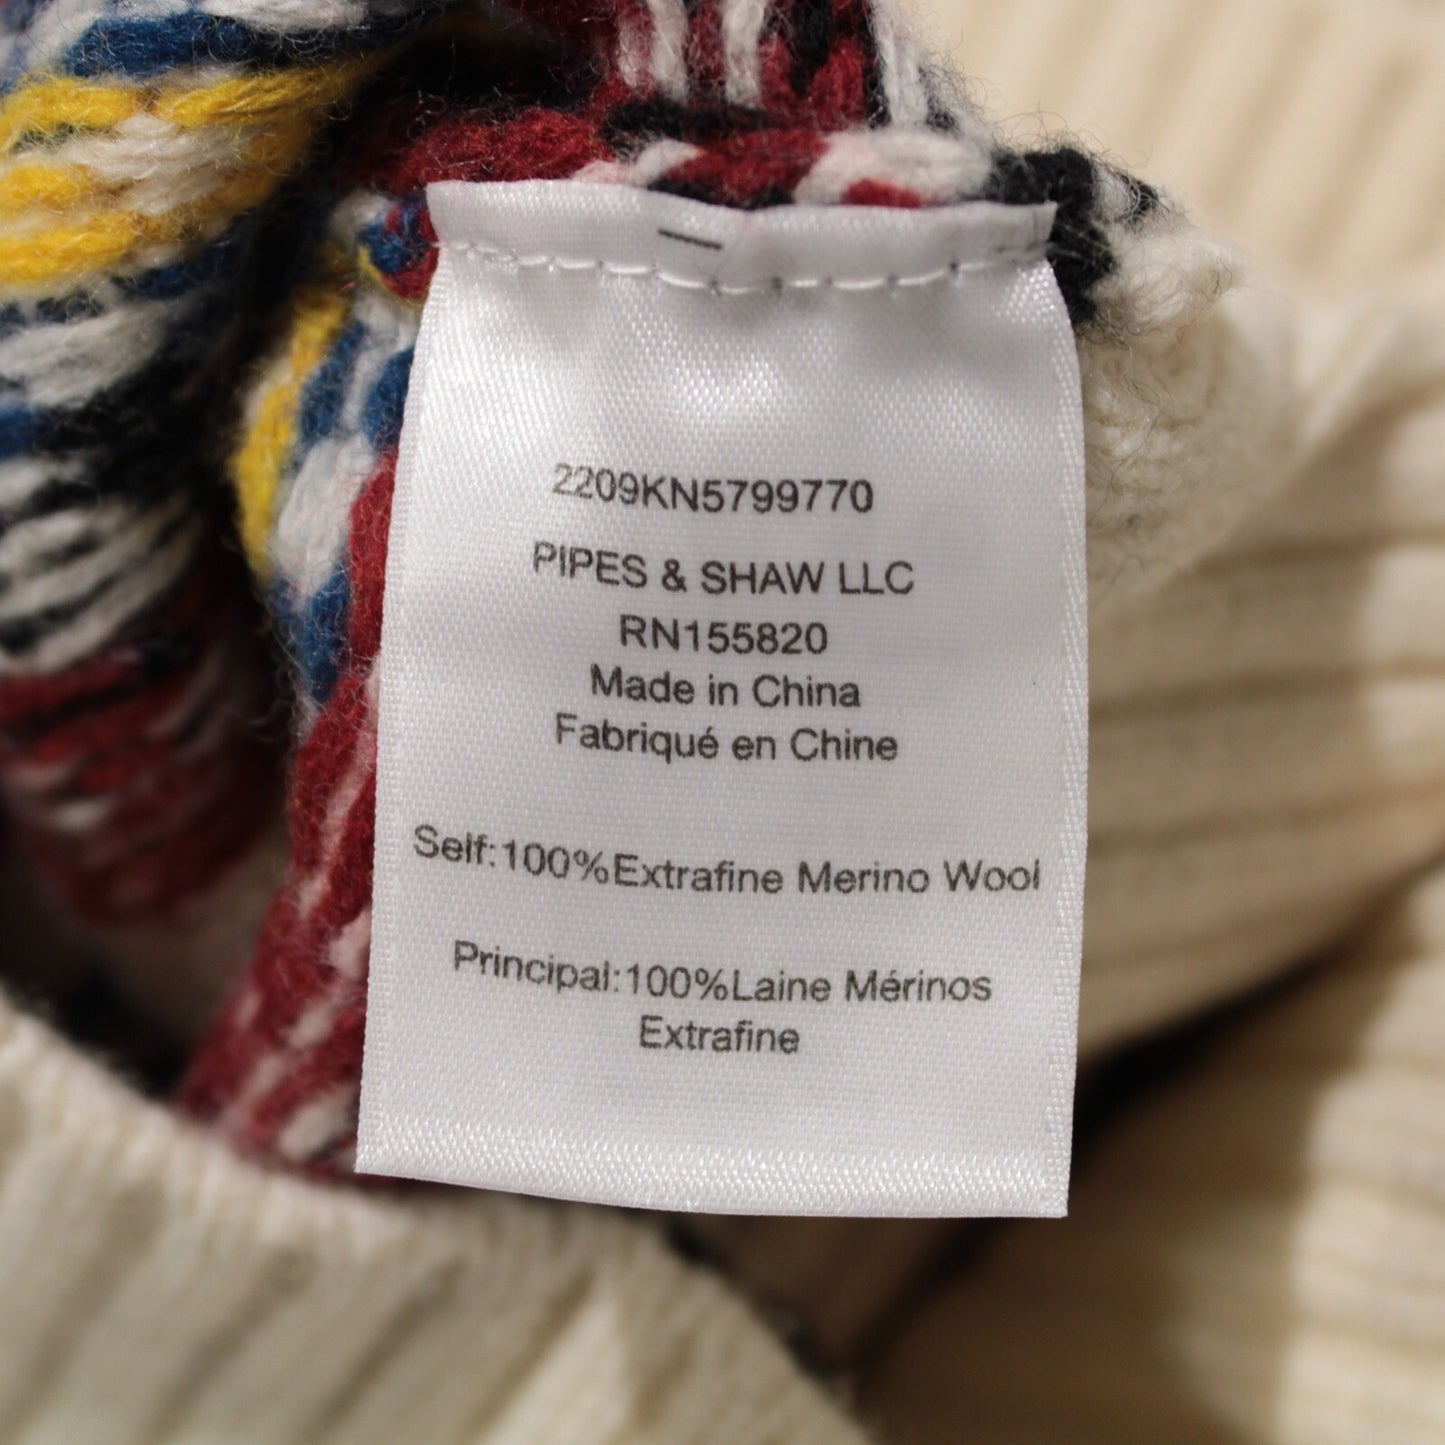 2209KN5799770
PIPES & SHAW LLC
RN155820
Made in China
Fabriqué en Chine
Self:100%Extrafine Merino Wool
Principal:100%Laine Mérinos
Extrafine